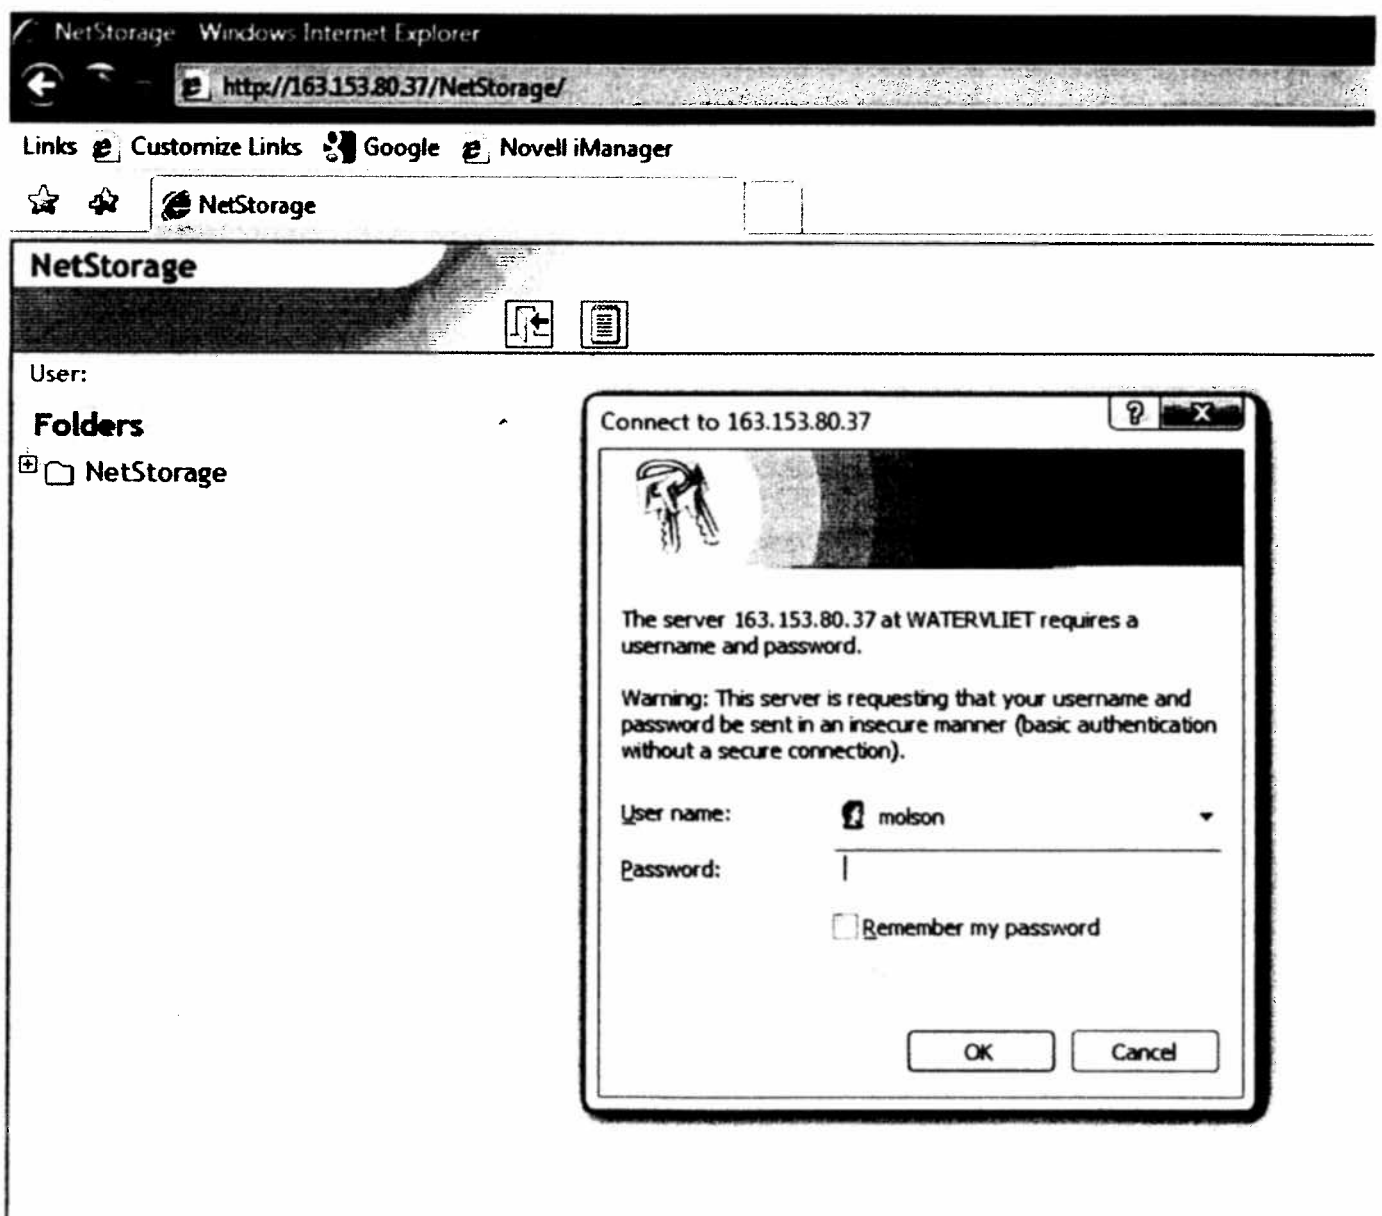 NetStorage Windows Internet Explorer
http://163.153.80.37/NetStorage/
Links Customize Links Google Novell iManager
NetStorage
NetStorage
User:
Folders
NetStorage
Connect to 163.153.80.37
The server 163.153.80.37 at WATERVLIET requires a
username and password.
Warning: This server is requesting that your username and
password be sent in an insecure manner (basic authentication
without a secure connection).
User name: molson
Password:
Remember my password
OK Cancel